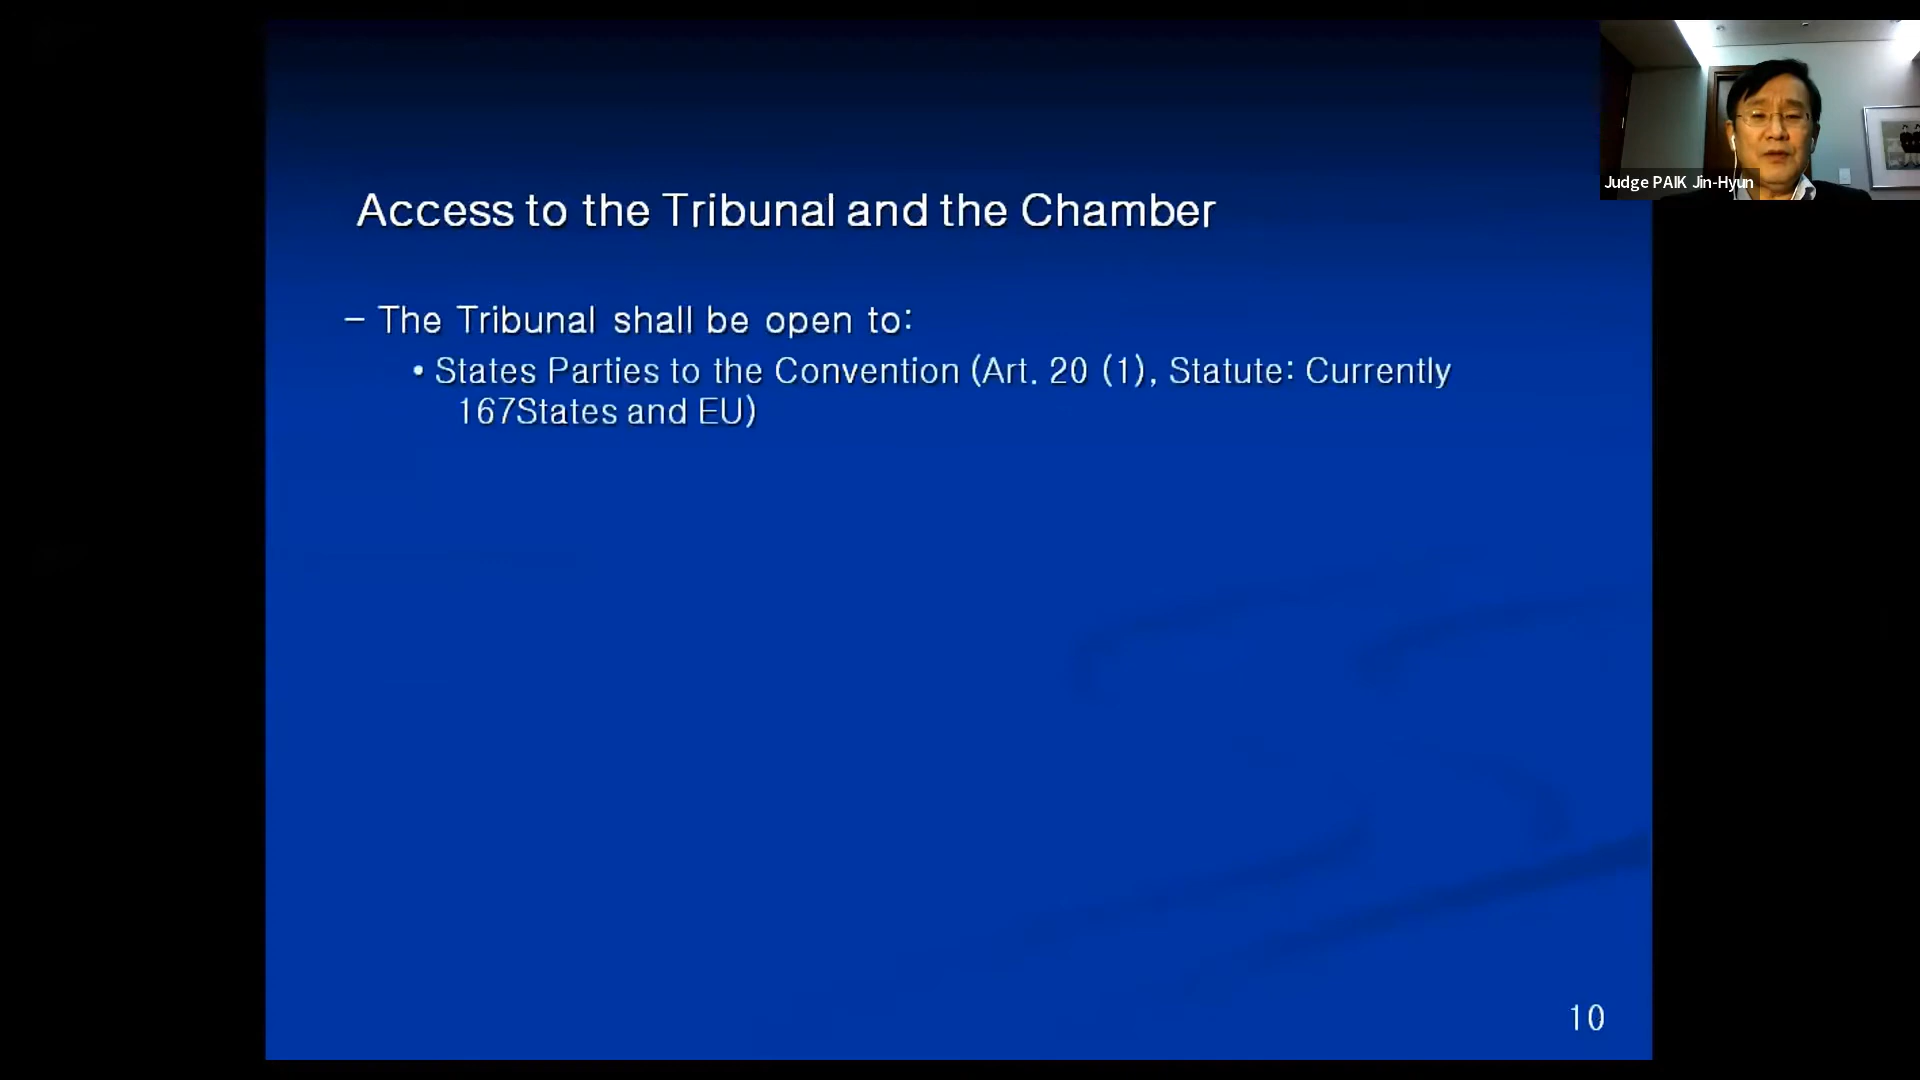 Judge PAIK Jin-Hyun
Access to the Tribunal and the Chamber
– The Tribunal shall be open to:
• States Parties to the Convention (Art. 20 (1), Statute: Currently
167States and EU)
10